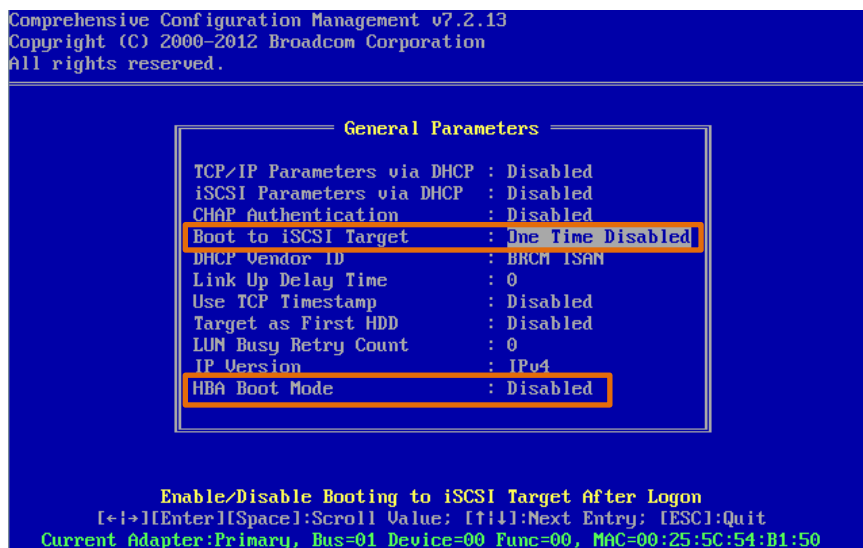 Comprehensive Configuration Management v7.2.13
Copyright (C) 2000-2012 Broadcom Corporation
All rights reserved.
General Parameters
TCP/IP Parameters via DHCP : Disabled
iSCSI Parameters via DHCP : Disabled
CHAP Authentication : Disabled
Boot to iSCSI Target : One Time Disabled
DHCP Vendor ID : BRCM ISAN
Link Up Delay Time : 0
Use TCP Timestamp : Disabled
Target as First HDD : Disabled
LUN Busy Retry Count : 0
IP Version : IPv4
HBA Boot Mode : Disabled
Enable/Disable Booting to iSCSI Target After Logon
[←|→][Enter][Space]:Scroll Value; [↑|↓]:Next Entry; [ESC]:Quit
Current Adapter:Primary, Bus=01 Device=00 Func=00, MAC=00:25:5C:54:B1:50